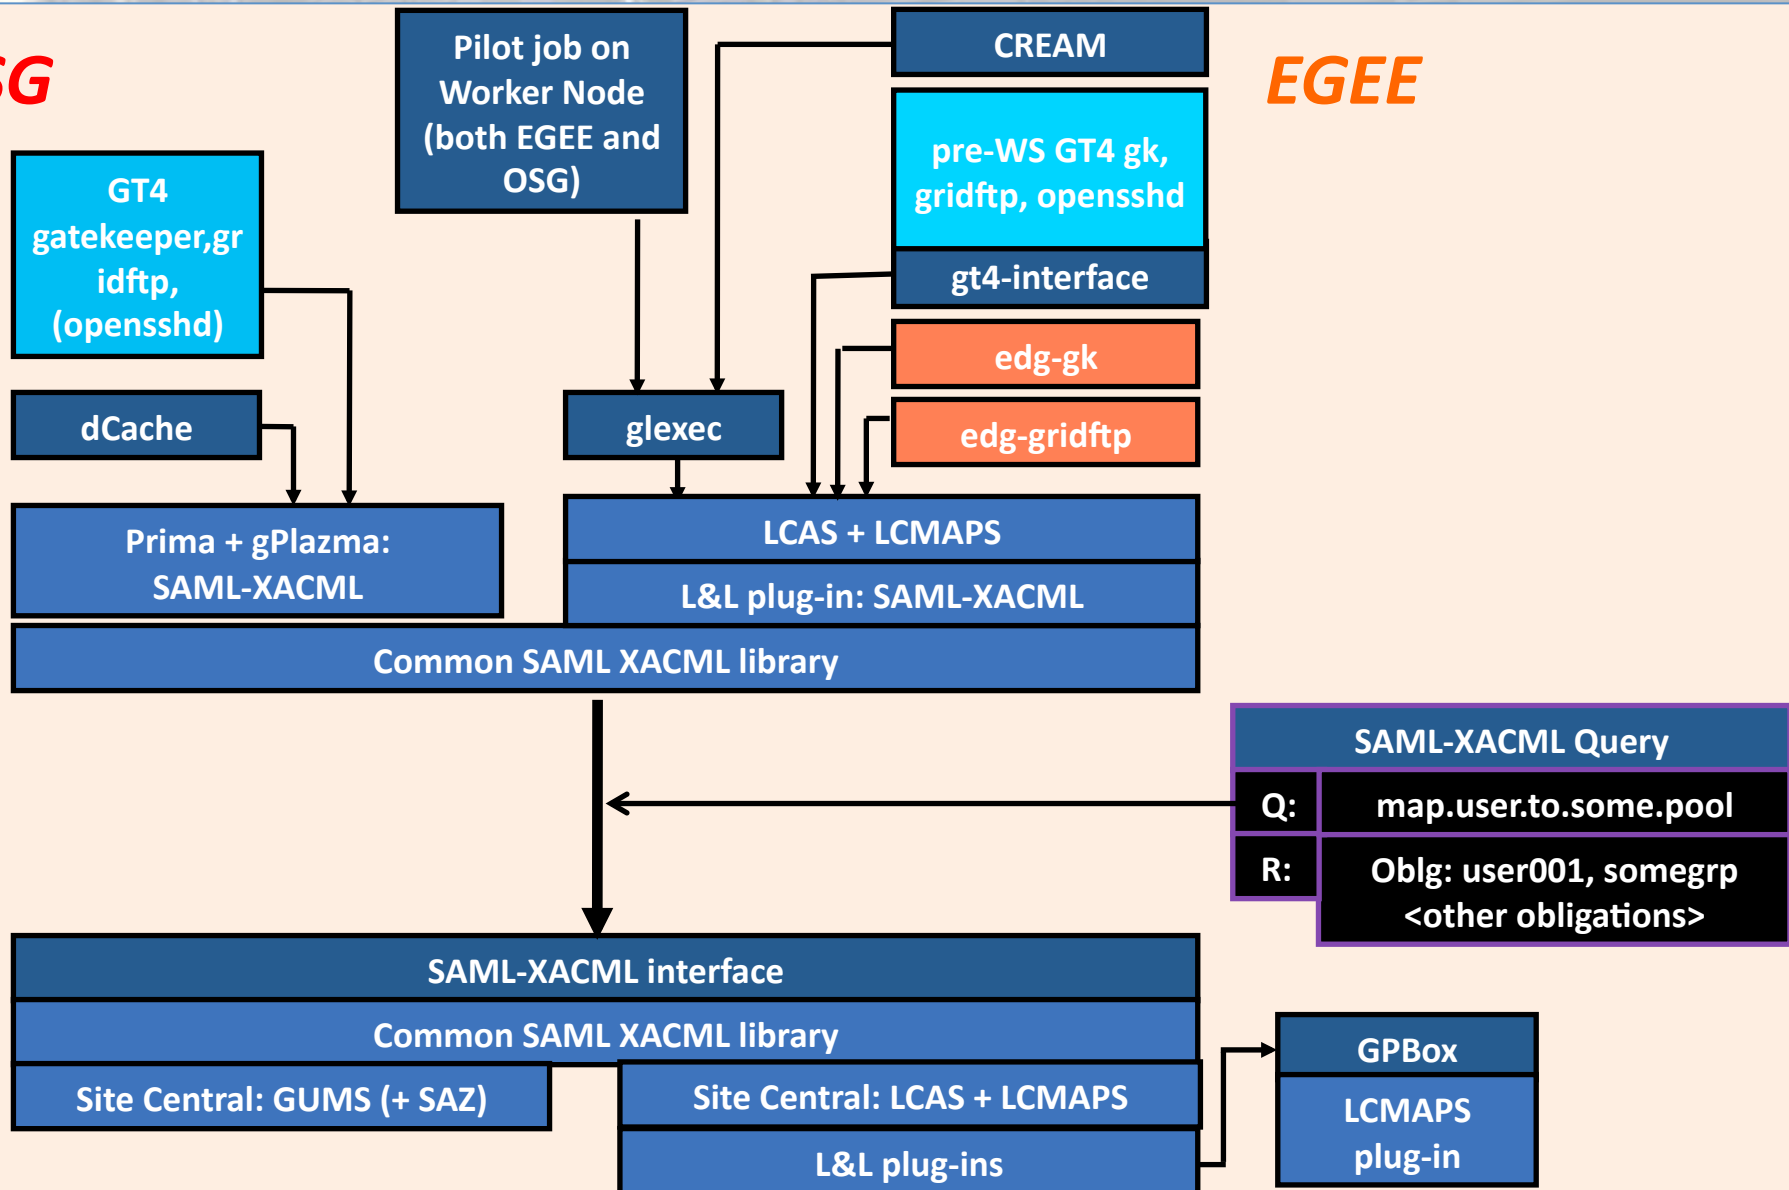 SG
EGEE
Pilot job on
Worker Node
(both EGEE and
OSG)
CREAM
pre-WS GT4 gk,
gridftp, opensshd
gt4-interface
edg-gk
edg-gridftp
GT4
gatekeeper,gr
idftp,
(opensshd)
dCache
glexec
Prima + gPlazma:
SAML-XACML
LCAS + LCMAPS
L&L plug-in: SAML-XACML
Common SAML XACML library
SAML-XACML Query
Q: map.user.to.some.pool
R: Oblg: user001, somegrp
<other obligations>
SAML-XACML interface
Common SAML XACML library
Site Central: GUMS (+ SAZ)
Site Central: LCAS + LCMAPS
L&L plug-ins
GPBox
LCMAPS
plug-in